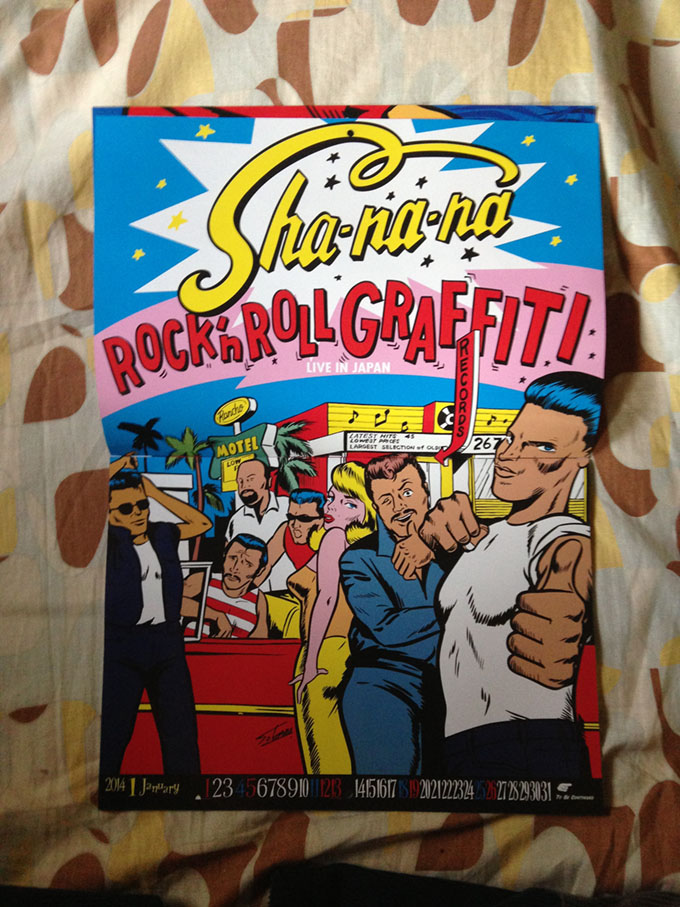 Sha-na-na
ROCK'n ROLL GRAFFITI
LIVE IN JAPAN
RECORDS
Rancho
MOTEL
LATEST HITS 45
LOWEST PRICES
LARGEST SELECTION of OLD
267
2014 1 January 1 2 3 4 5 6 7 8 9 10 11 12 13 14 15 16 17 18 19 20 21 22 23 24 25 26 27 28 29 30 31